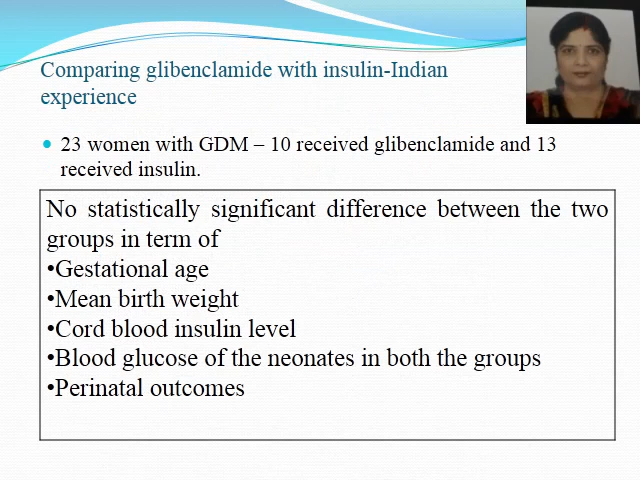 Comparing glibenclamide with insulin-Indian
experience
• 23 women with GDM – 10 received glibenclamide and 13
received insulin.
No statistically significant difference between the two
groups in term of
•Gestational age
•Mean birth weight
•Cord blood insulin level
•Blood glucose of the neonates in both the groups
•Perinatal outcomes